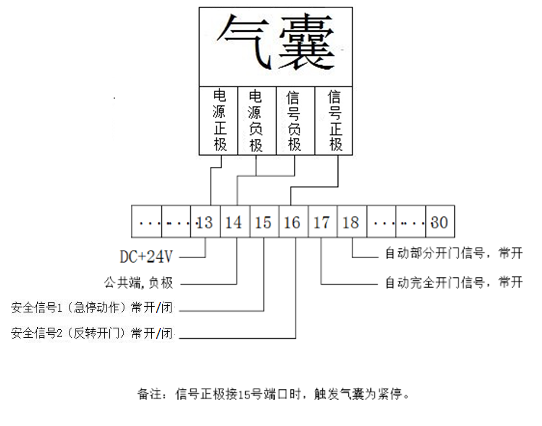 气囊
电源正极
电源负极
信号负极
信号正极
……13 14 15 16 17 18 ……30
DC+24V
公共端,负极
安全信号1（急停动作）常开/闭
安全信号2（反转开门）常开/闭
自动部分开门信号，常开
自动完全开门信号，常开
备注：信号正极接15号端口时，触发气囊为紧停。